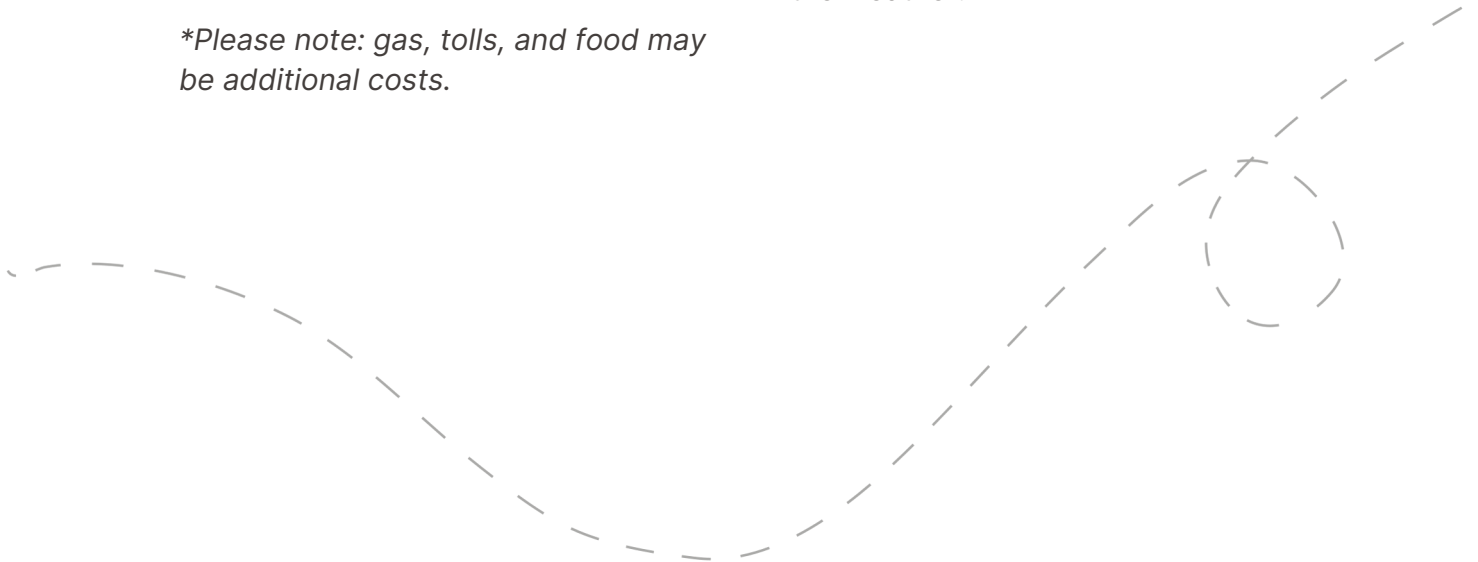 *Please note: gas, tolls, and food may
be additional costs.